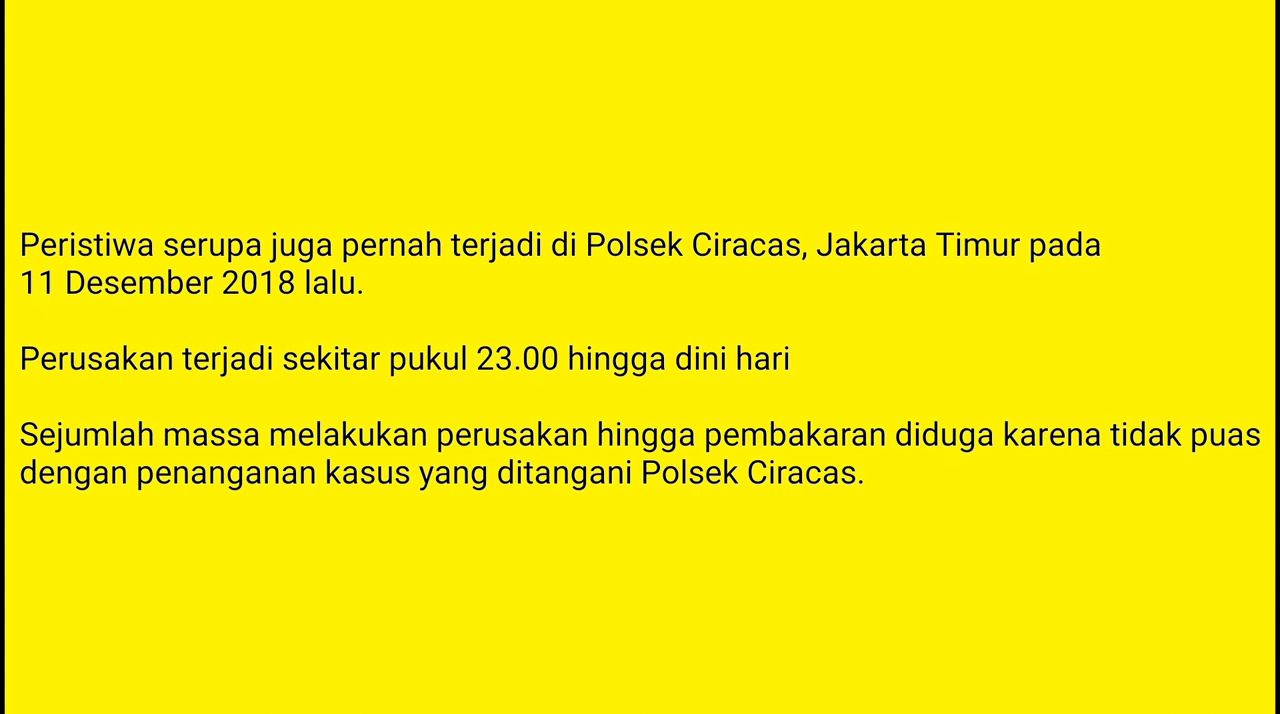 Peristiwa serupa juga pernah terjadi di Polsek Ciracas, Jakarta Timur pada
11 Desember 2018 lalu.
Perusakan terjadi sekitar pukul 23.00 hingga dini hari
Sejumlah massa melakukan perusakan hingga pembakaran diduga karena tidak puas
dengan penanganan kasus yang ditangani Polsek Ciracas.